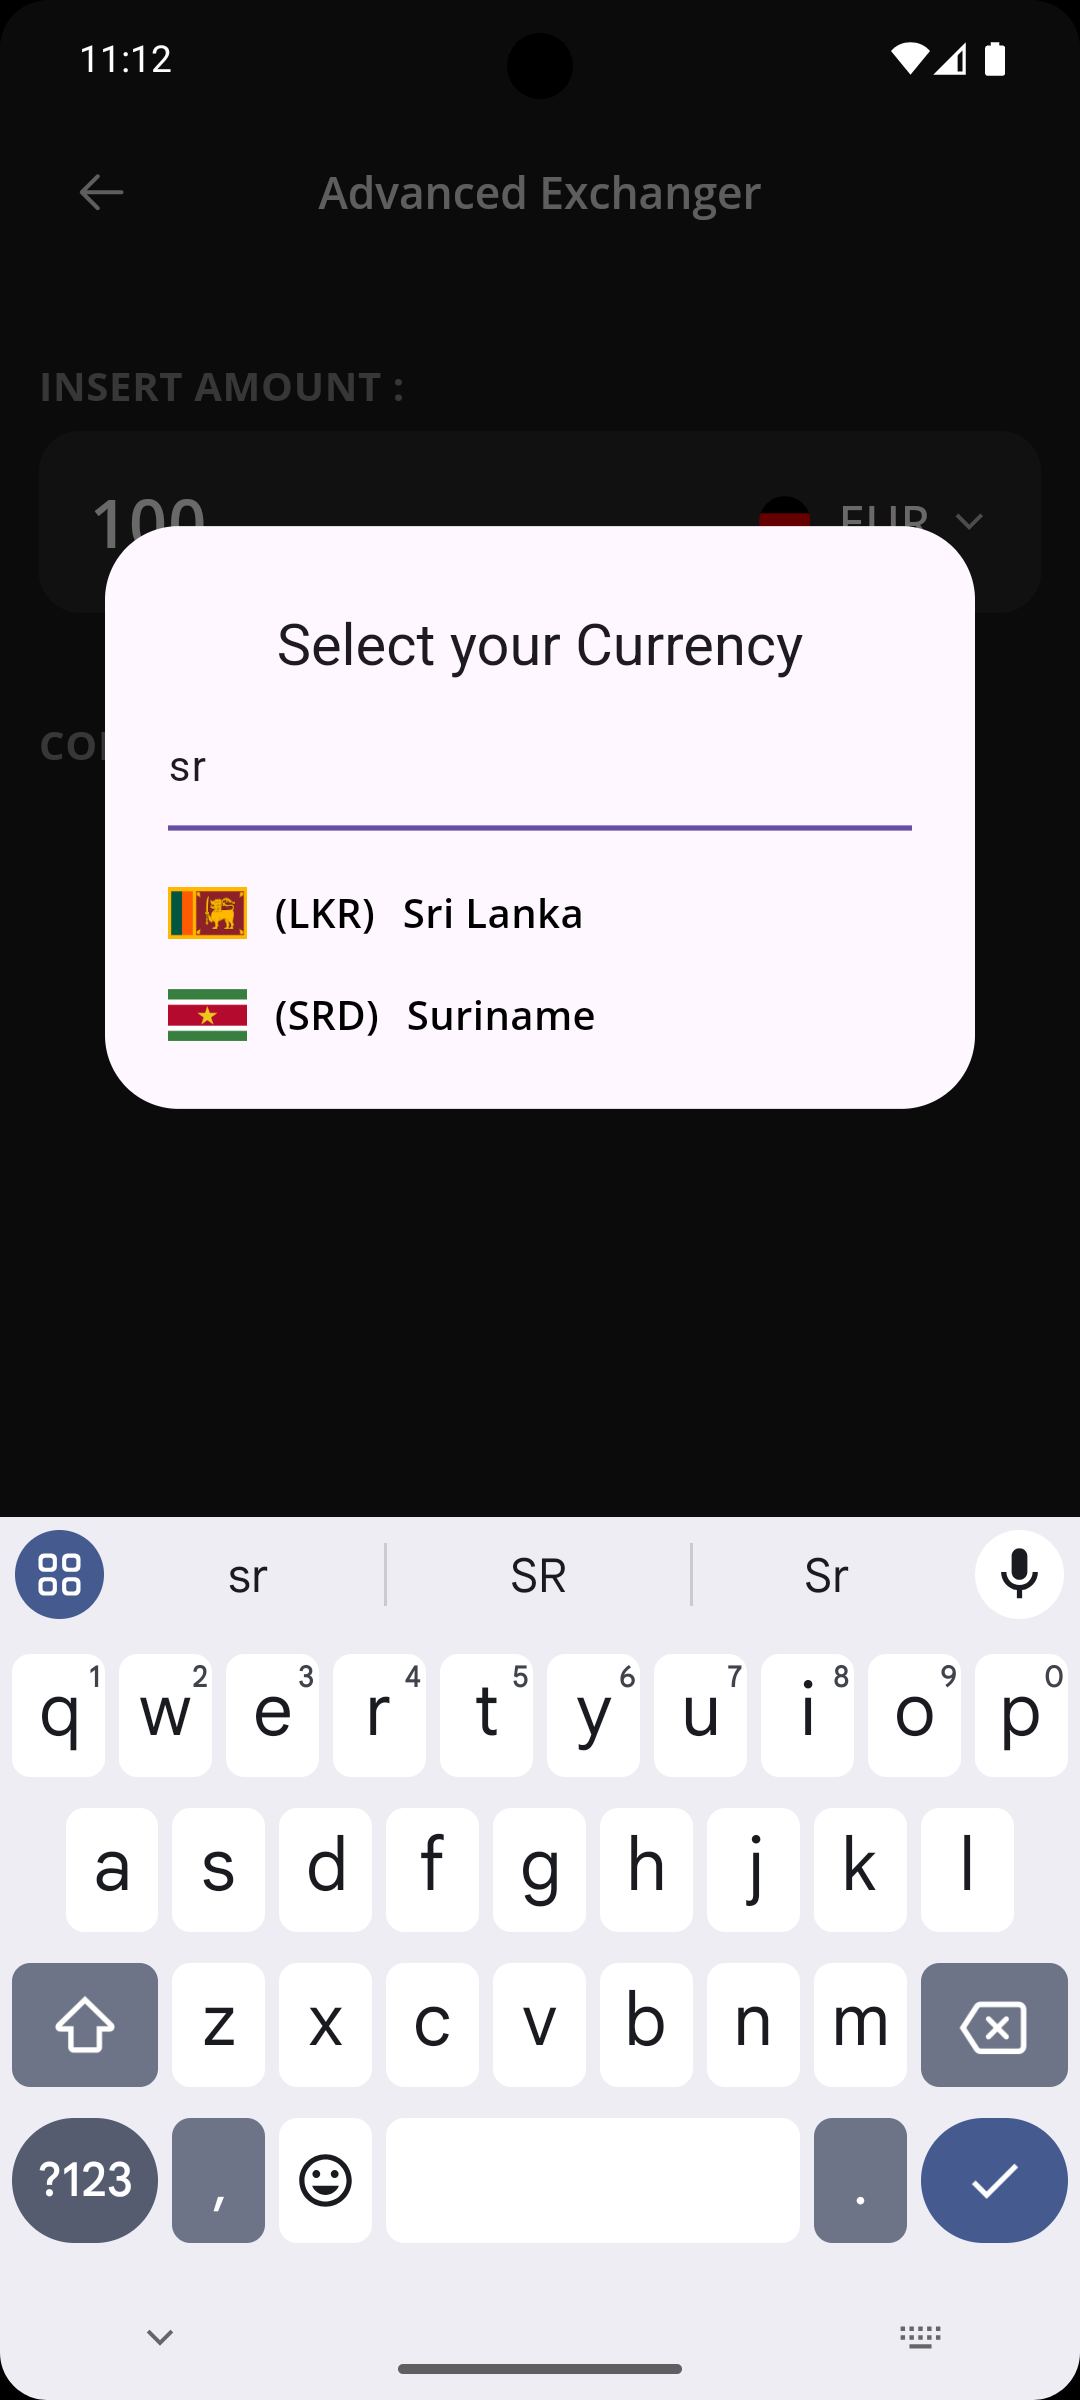 11:12
Advanced Exchanger
INSERT AMOUNT :
100 EUR
Select your Currency
sr
(LKR) Sri Lanka
(SRD) Suriname
sr SR Sr
q 1 w 2 e 3 r 4 t 5 y 6 u 7 i 8 o 9 p 0
a s d f g h j k l
z x c v b n m
?123 , .